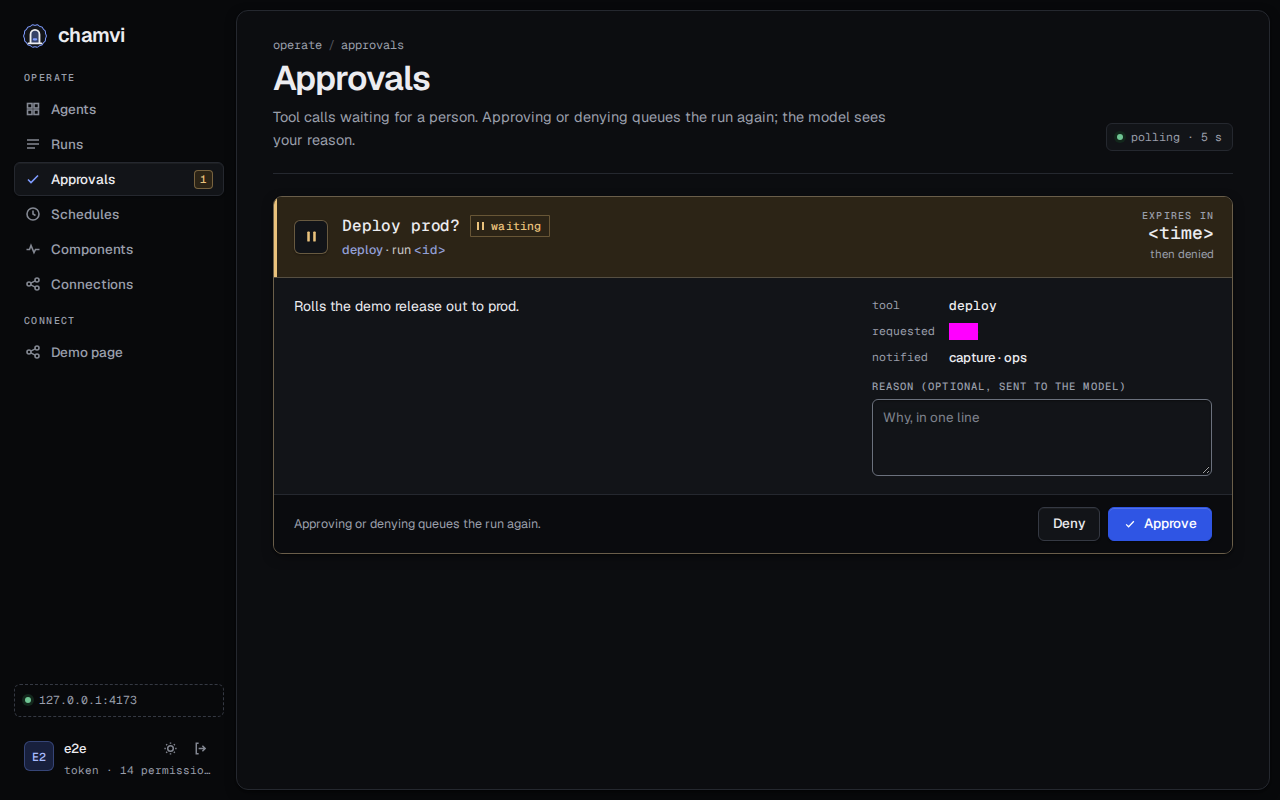 chamvi
OPERATE
Agents
Runs
Approvals 1
Schedules
Components
Connections
CONNECT
Demo page
127.0.0.1:4173
E2 e2e
token · 14 permissio…
operate / approvals
Approvals
Tool calls waiting for a person. Approving or denying queues the run again; the model sees
your reason.
polling · 5 s
Deploy prod? waiting
deploy · run <id>
EXPIRES IN
<time>
then denied
Rolls the demo release out to prod.
tool deploy
requested
notified capture · ops
REASON (OPTIONAL, SENT TO THE MODEL)
Why, in one line
Approving or denying queues the run again.
Deny Approve